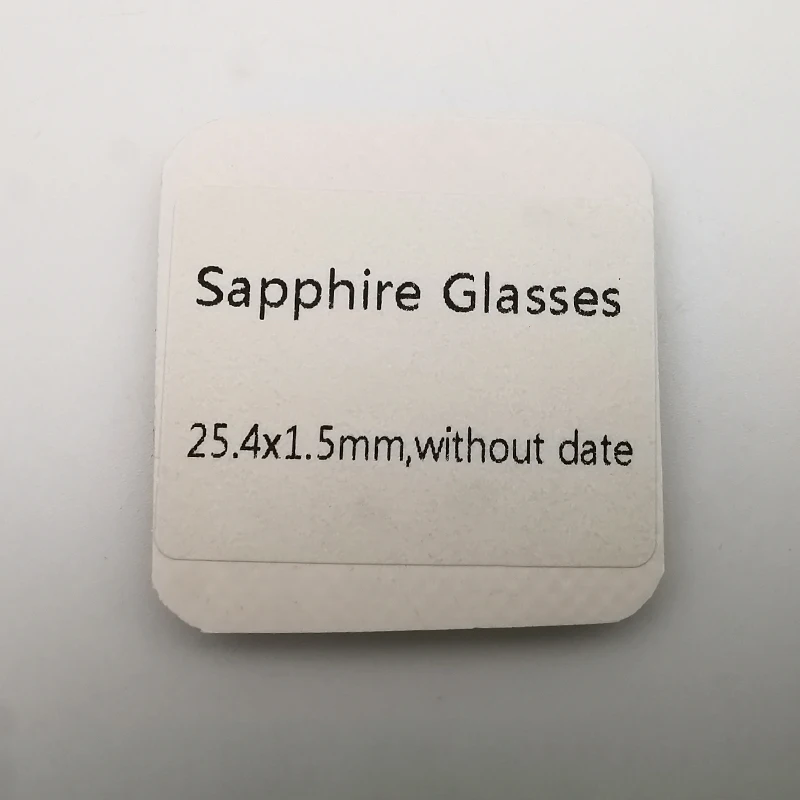 Sapphire Glasses
25.4x1.5mm,without date